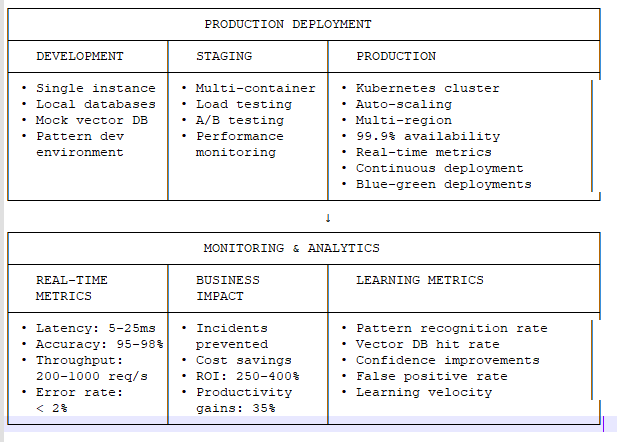 PRODUCTION DEPLOYMENT
DEVELOPMENT
• Single instance
• Local databases
• Mock vector DB
• Pattern dev
environment
STAGING
• Multi-container
• Load testing
• A/B testing
• Performance
monitoring
PRODUCTION
• Kubernetes cluster
• Auto-scaling
• Multi-region
• 99.9% availability
• Real-time metrics
• Continuous deployment
• Blue-green deployments
↓
MONITORING & ANALYTICS
REAL-TIME
METRICS
• Latency: 5-25ms
• Accuracy: 95-98%
• Throughput:
200-1000 req/s
• Error rate:
< 2%
BUSINESS
IMPACT
• Incidents
prevented
• Cost savings
• ROI: 250-400%
• Productivity
gains: 35%
LEARNING METRICS
• Pattern recognition rate
• Vector DB hit rate
• Confidence improvements
• False positive rate
• Learning velocity